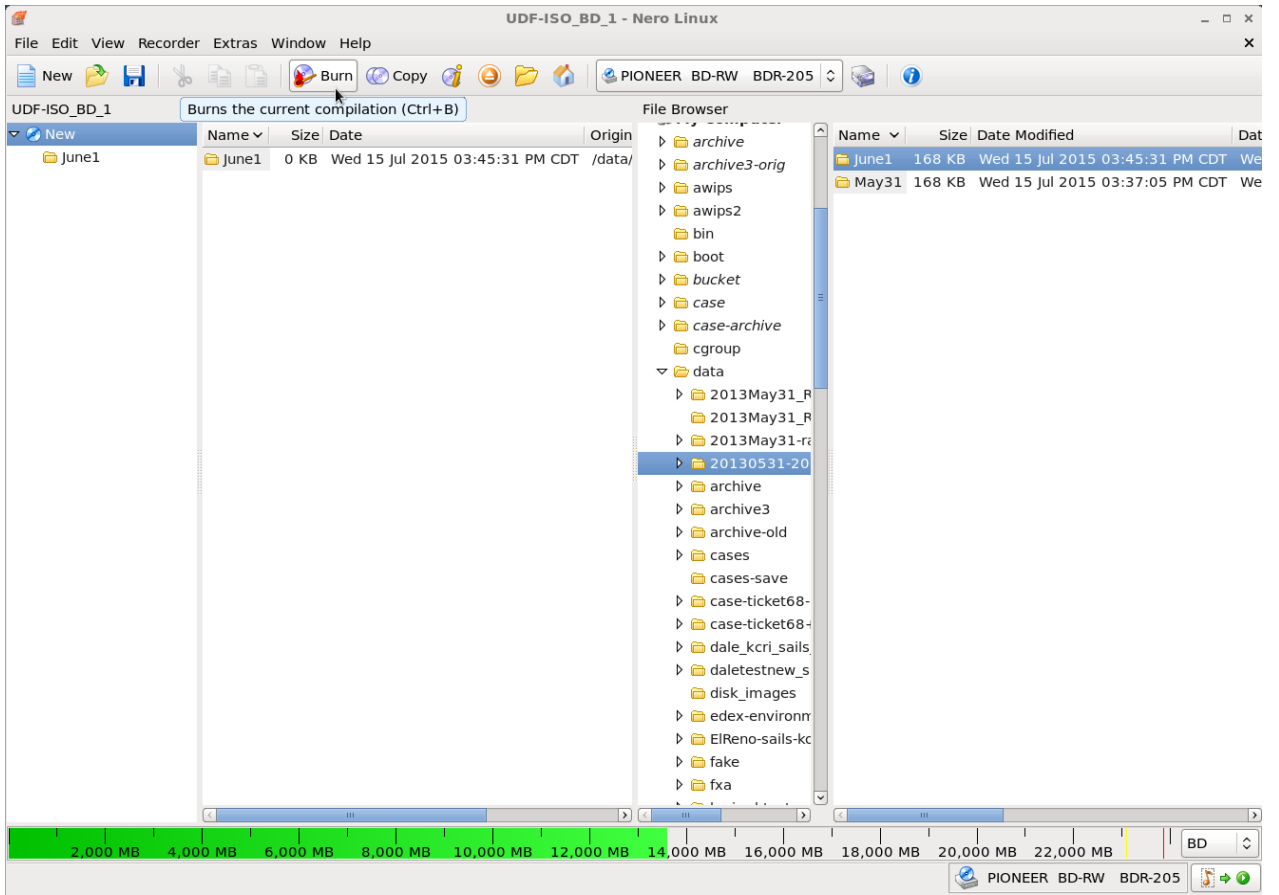 UDF-ISO_BD_1 - Nero Linux
File Edit View Recorder Extras Window Help
New Burn Copy PIONEER BD-RW BDR-205
UDF-ISO_BD_1
Burns the current compilation (Ctrl+B)
File Browser
New
June1
Name Size Date Origin
June1 0 KB Wed 15 Jul 2015 03:45:31 PM CDT /data/
archive
archive3-orig
awips
awips2
bin
boot
bucket
case
case-archive
cgroup
data
2013May31_R
2013May31_R
2013May31-ra
20130531-20
archive
archive3
archive-old
cases
cases-save
case-ticket68-
case-ticket68+
dale_kcri_sails_
daletestnew_s
disk_images
edex-environm
ElReno-sails-kc
fake
fxa
Name Size Date Modified Dat
June1 168 KB Wed 15 Jul 2015 03:45:31 PM CDT We
May31 168 KB Wed 15 Jul 2015 03:37:05 PM CDT We
2,000 MB 4,000 MB 6,000 MB 8,000 MB 10,000 MB 12,000 MB 14,000 MB 16,000 MB 18,000 MB 20,000 MB 22,000 MB
BD
PIONEER BD-RW BDR-205